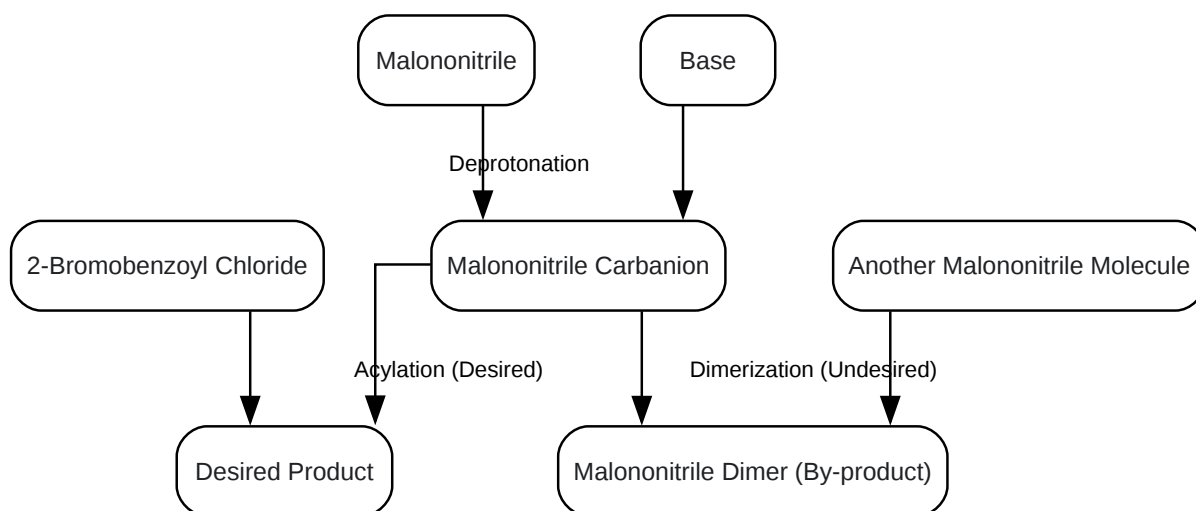 Malononitrile
Base
Deprotonation
2-Bromobenzoyl Chloride
Malononitrile Carbanion
Another Malononitrile Molecule
Acylation (Desired)
Dimerization (Undesired)
Desired Product
Malononitrile Dimer (By-product)